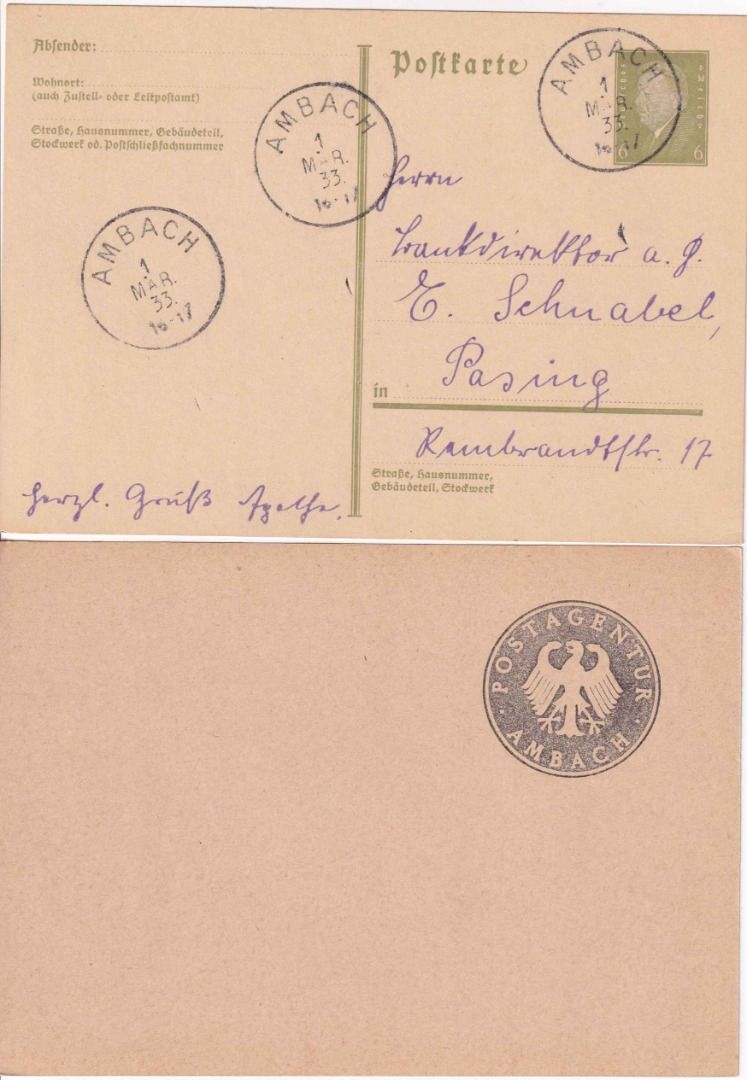 Absender:
Wohnort:
(auch Zustell- oder Leitpostamt)
Straße, Hausnummer, Gebäudeteil,
Stockwerk od. Postschließfachnummer
AMBACH
1
MAR.
33.
16-17
AMBACH
1
MAR.
33.
16-17
Postkarte
AMBACH
1
MAR.
33.
16-17
6 6
Herrn
Bankdirektor a. D.
E. Schnabel,
Pasing
in
Rembrandtstr. 17
Straße, Hausnummer,
Gebäudeteil, Stockwerk
herzl. Gruß
POSTAGENTUR
AMBACH